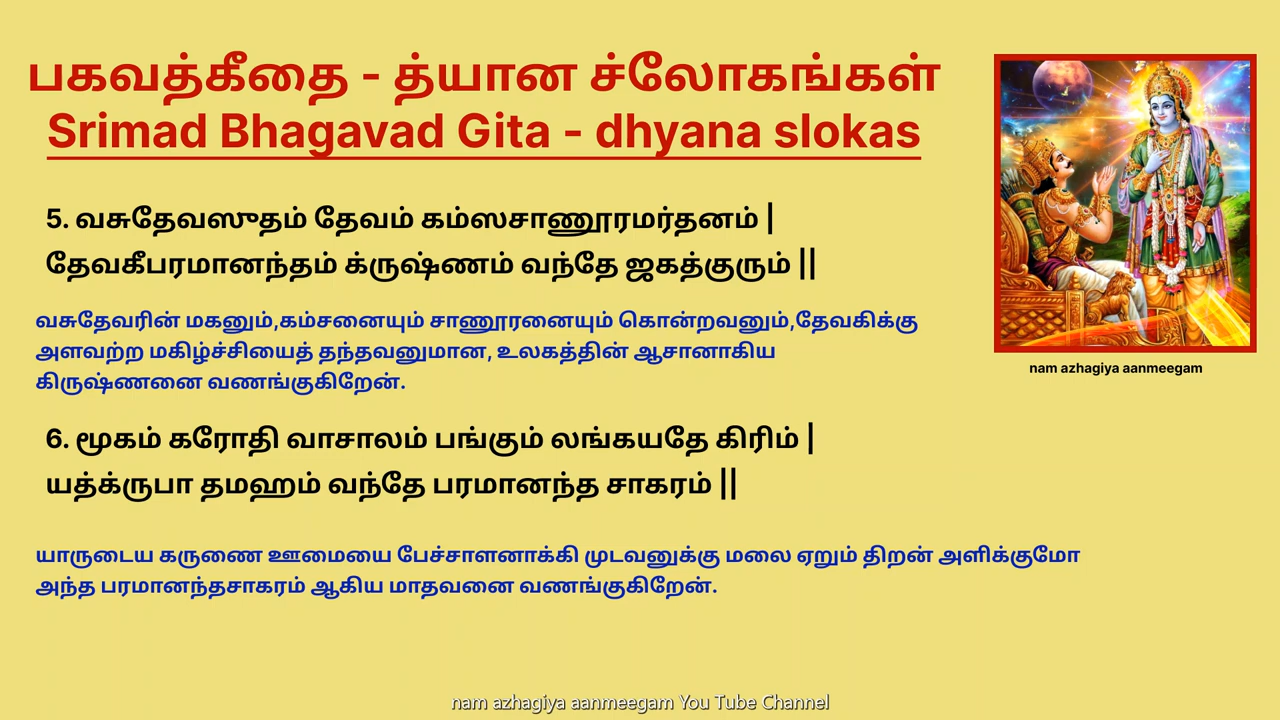 பகவத்கீதை - த்யான ச்லோகங்கள்
Srimad Bhagavad Gita - dhyana slokas
5. வசுதேவஸுதம் தேவம் கம்ஸசாணூரமர்தனம் |
தேவகீபரமானந்தம் க்ருஷ்ணம் வந்தே ஜகத்குரும் ||
வசுதேவரின் மகனும்,கம்சனையும் சாணூரனையும் கொன்றவனும்,தேவகிக்கு
அளவற்ற மகிழ்ச்சியைத் தந்தவனுமான, உலகத்தின் ஆசானாகிய
கிருஷ்ணனை வணங்குகிறேன்.
nam azhagiya aanmeegam
6. மூகம் கரோதி வாசாலம் பங்கும் லங்கயதே கிரிம் |
யத்க்ருபா தமஹம் வந்தே பரமானந்த சாகரம் ||
யாருடைய கருணை ஊமையை பேச்சாளனாக்கி முடவனுக்கு மலை ஏறும் திறன் அளிக்குமோ
அந்த பரமானந்தசாகரம் ஆகிய மாதவனை வணங்குகிறேன்.
nam azhagiya aanmeegam You Tube Channel